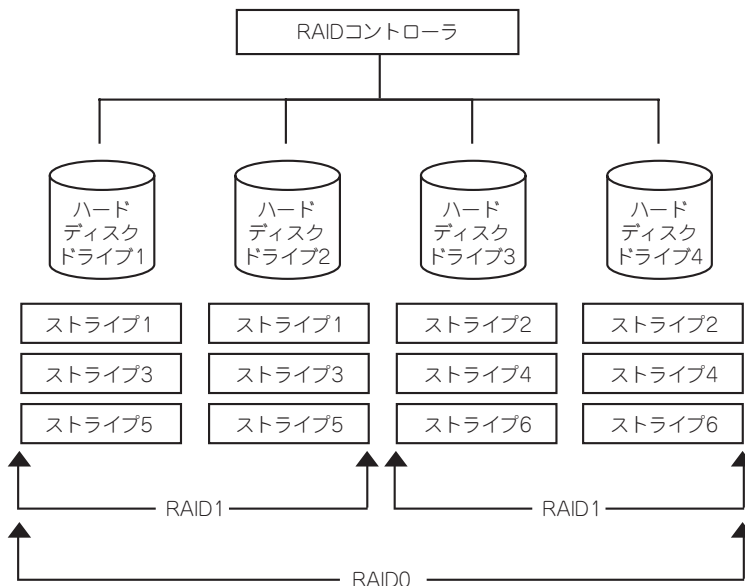 RAIDコントローラ
ハード
ディスク
ドライブ1
ハード
ディスク
ドライブ2
ハード
ディスク
ドライブ3
ハード
ディスク
ドライブ4
ストライプ1
ストライプ1
ストライプ2
ストライプ2
ストライプ3
ストライプ3
ストライプ4
ストライプ4
ストライプ5
ストライプ5
ストライプ6
ストライプ6
RAID1
RAID1
RAID0